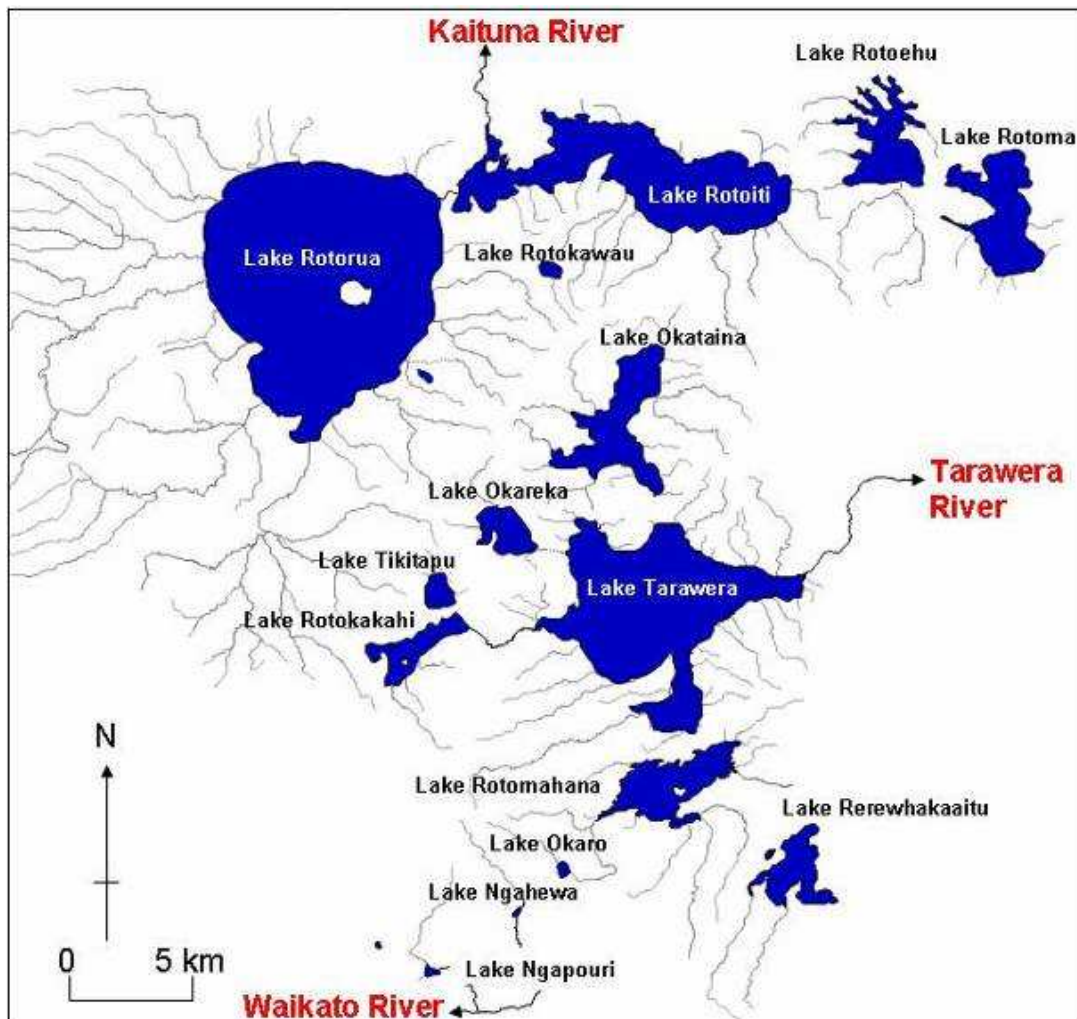 Kaituna River
Lake Rotoehu
Lake Rotoma
Lake Rotoiti
Lake Rotorua
Lake Rotokawau
Lake Okataina
Tarawera
River
Lake Okareka
Lake Tikitapu
Lake Tarawera
Lake Rotokakahi
N
Lake Rotomahana
Lake Rerewhakaaitu
Lake Okaro
Lake Ngahewa
0 5 km
Lake Ngapouri
Waikato River